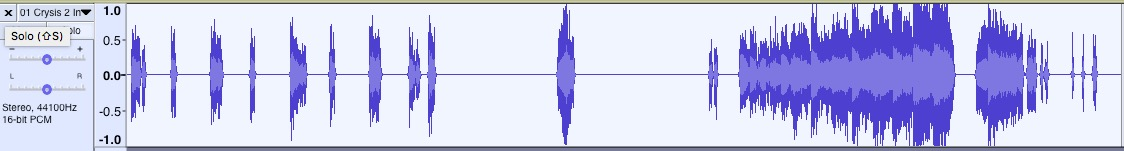 × 01 Crysis 2 In▼
Solo (⇧S)
olo
- +
L R
Stereo, 44100Hz
16-bit PCM
1.0
0.5-
0.0-
-0.5-
-1.0